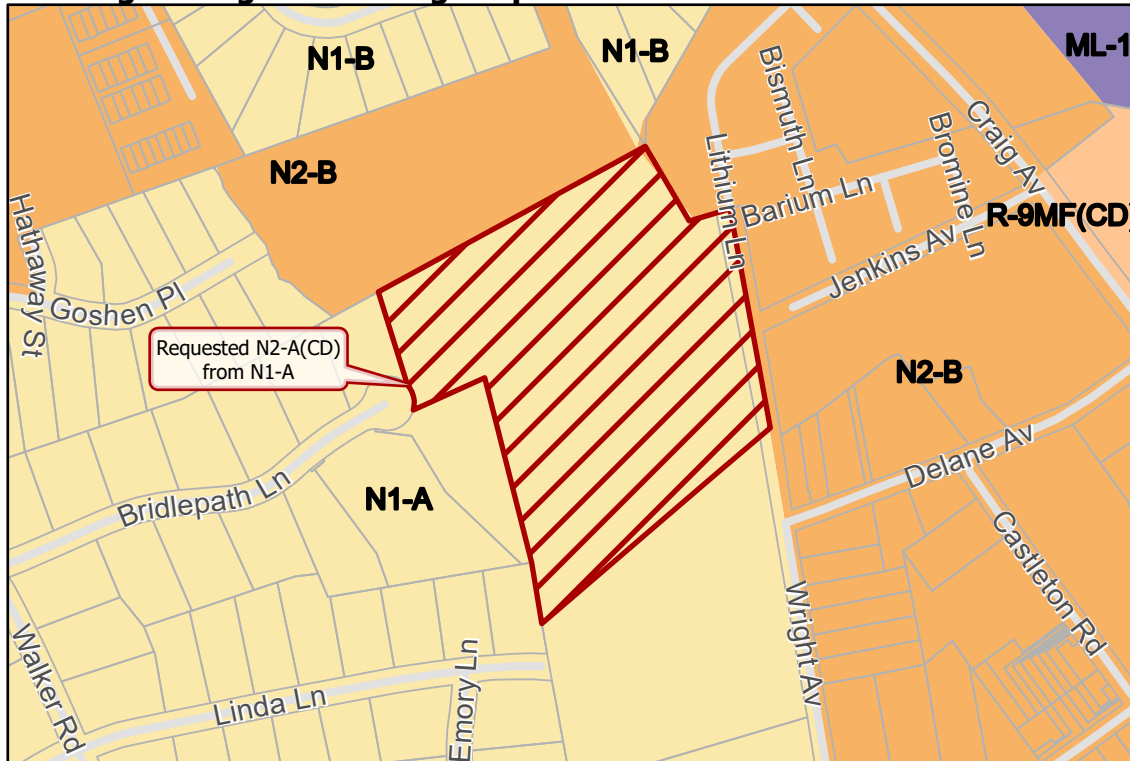 N1-B
N1-B
ML-1
Bismuth Ln
Craig Av
Bromine Ln
Lithium Ln
N2-B
Barium Ln
R-9MF(CD)
Hathaway St
Jenkins Av
Goshen Pl
Requested N2-A(CD)
from N1-A
N2-B
Delane Av
Bridlepath Ln
N1-A
Castleton Rd
Wright Av
Walker Rd
Emory Ln
Linda Ln